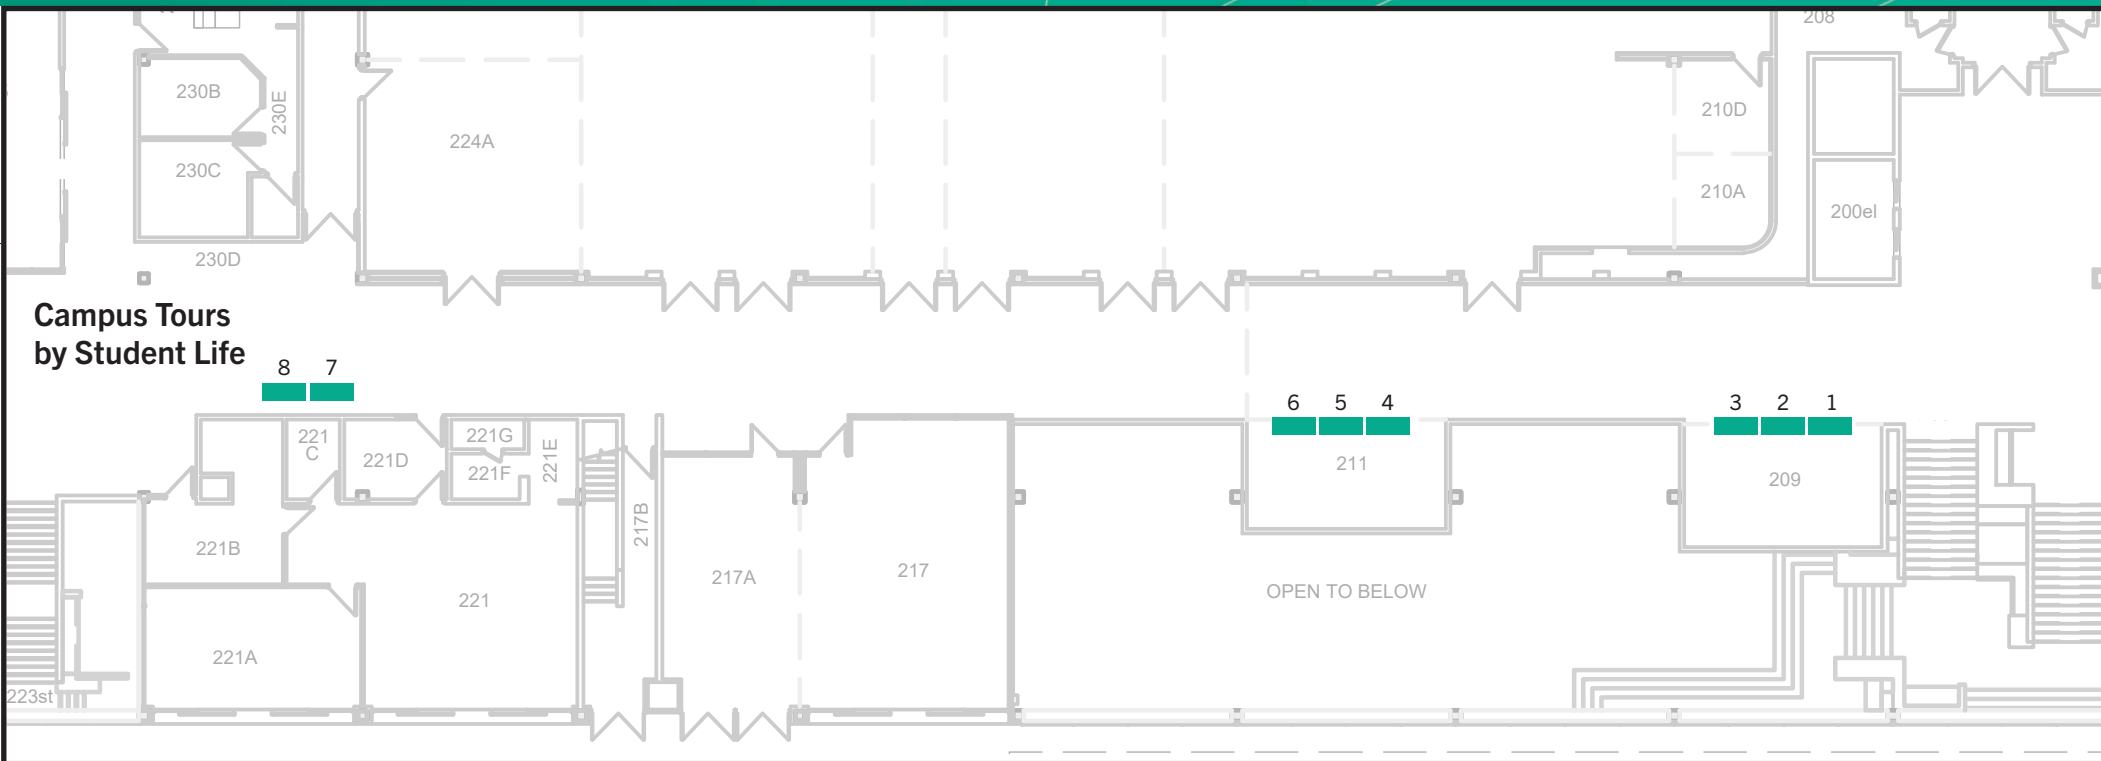 208
230B
230E
224A
210D
230C
210A
200el
230D
Campus Tours
by Student Life
8 7
6 5 4
3 2 1
221
C
221G
221D
221E
211
221F
209
217B
221B
217A
217
221
OPEN TO BELOW
221A
223st